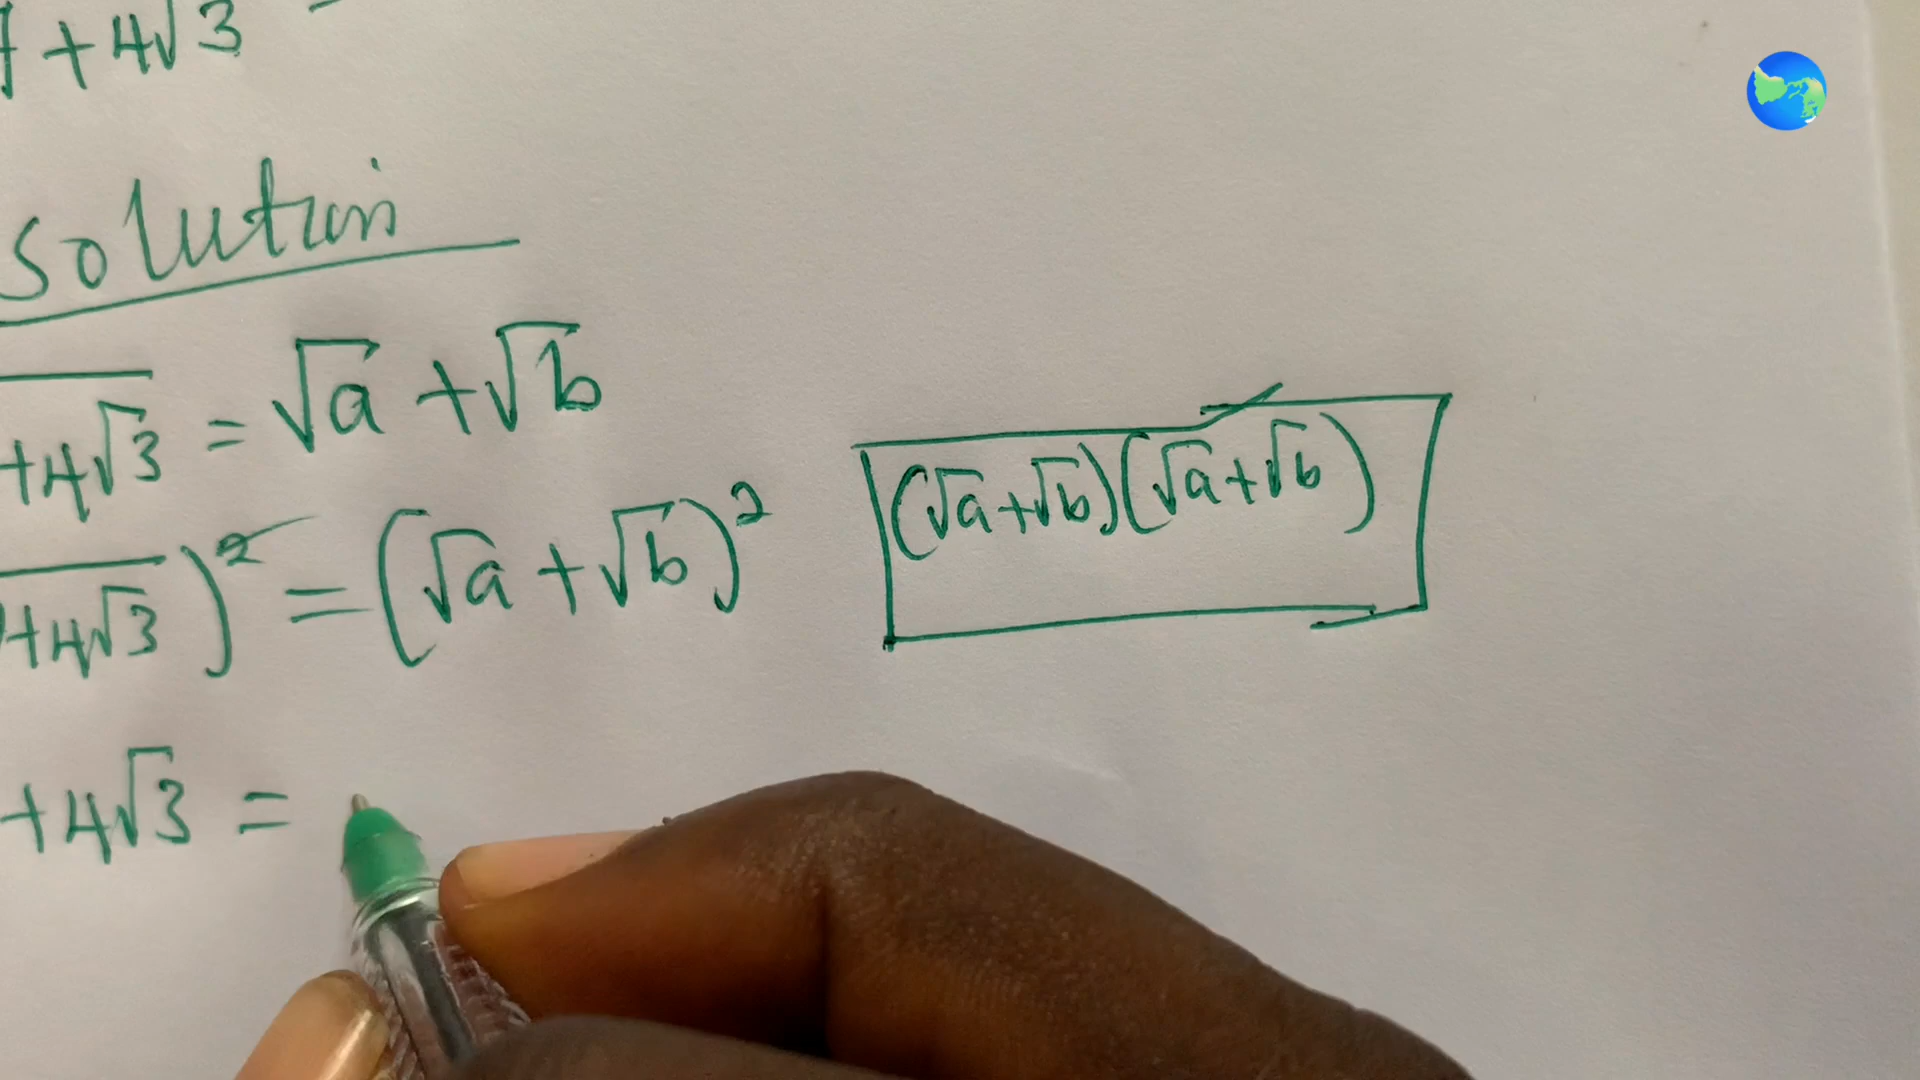 + 4√3
solution
+4√3 = √a + √b
+4√3)² = (√a + √b)²
(√a+√b)(√a+√b)
+4√3 =